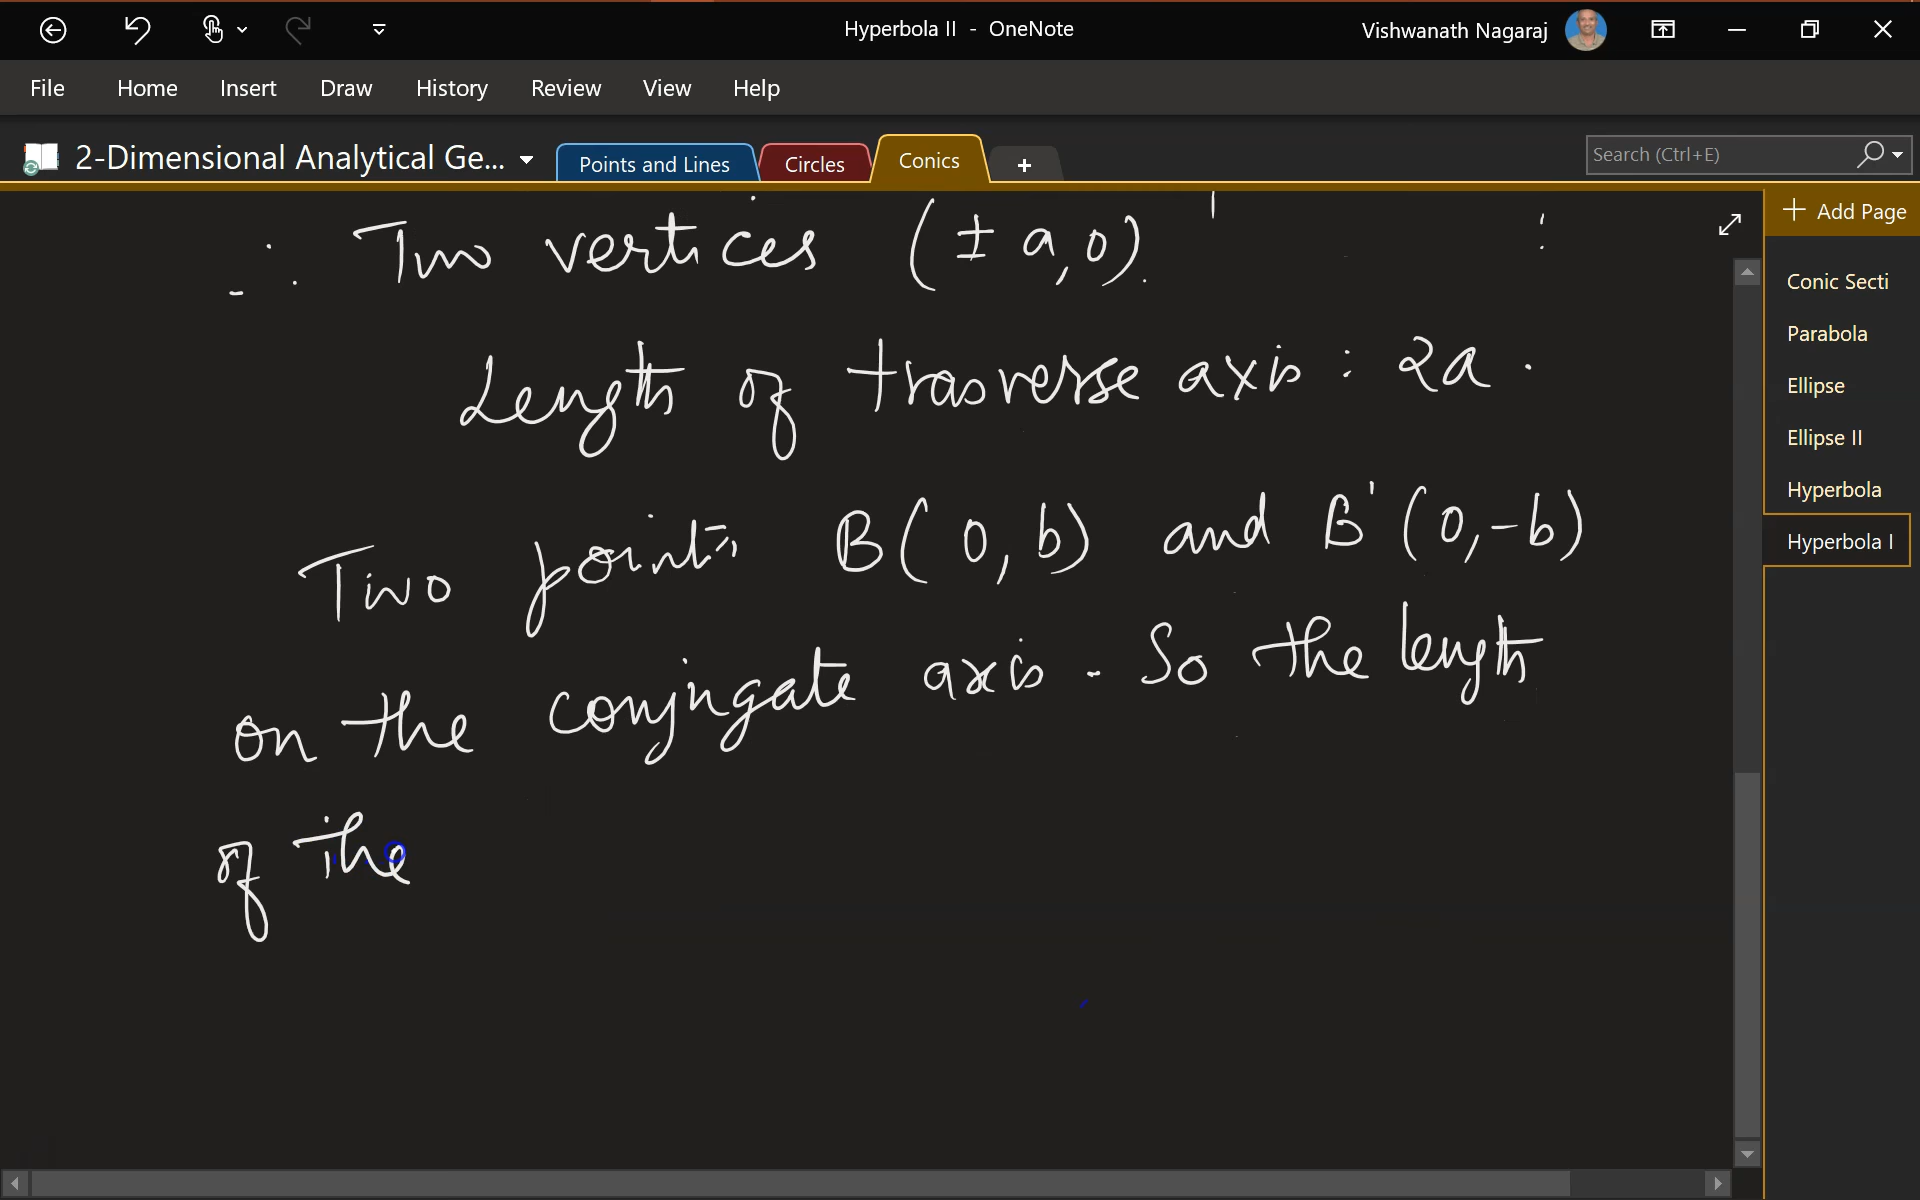 Hyperbola II - OneNote
Vishwanath Nagaraj
File Home Insert Draw History Review View Help
2-Dimensional Analytical Ge...
Points and Lines
Circles
Conics
+
Search (Ctrl+E)
+ Add Page
Conic Secti
Parabola
Ellipse
Ellipse II
Hyperbola
Hyperbola I
∴ Two vertices (± a, 0).
Length of trasverse axis : 2a .
Two points B(0, b) and B'(0, -b)
on the conjugate axis. So the length
of the